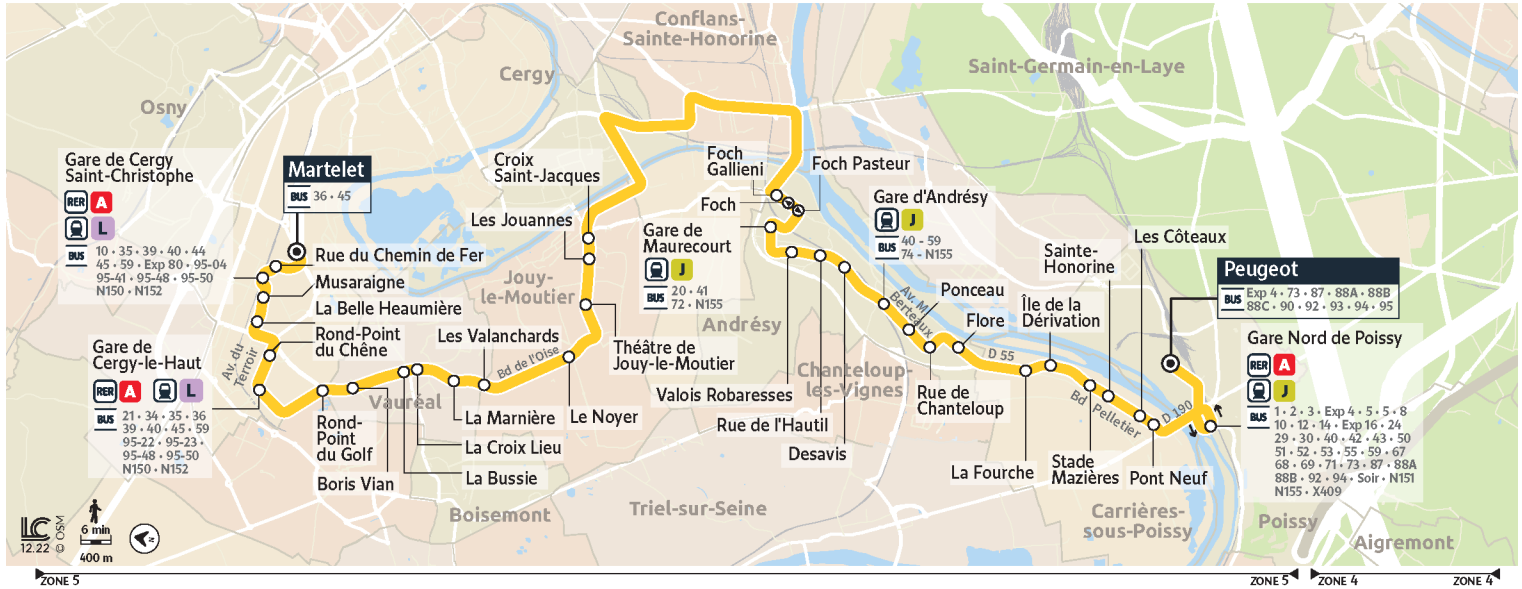 Conflans-
Sainte-Honorine
Saint-Germain-en-Laye
Cergy
Osny
Gare de Cergy
Saint-Christophe
RER A
L
BUS
10 • 35 • 39 • 40 • 44
45 • 59 • Exp 80 • 95-04
95-41 • 95-48 • 95-50
N150 • N152
Martelet
BUS 36 • 45
Rue du Chemin de Fer
Musaraigne
La Belle Heaumière
Rond-Point
du Chêne
Av. du
Terroir
Gare de
Cergy-le-Haut
RER A L
BUS
21 • 34 • 35 • 36
39 • 40 • 45 • 59
95-22 • 95-23 •
95-48 • 95-50
N150 • N152
Rond-
Point
du Golf
Boris Vian
Vauréal
Les Valanchards
La Marnière
La Croix Lieu
La Bussie
Bd de l'Oise
Le Noyer
Boisemont
Croix
Saint-Jacques
Les Jouannes
Jouy-
le-Moutier
Théâtre de
Jouy-le-Moutier
Gare de
Maurecourt
J
BUS
20 • 41
72 • N155
Foch
Gallieni
Foch Pasteur
Foch
Andrésy
Valois Robaresses
Rue de l'Hautil
Desavis
Gare d'Andrésy
J
BUS
40 - 59
74 - N155
Av. M.
Berteaux
Chanteloup-
les-Vignes
Ponceau
Rue de
Chanteloup
Flore
D 55
Île de la
Dérivation
La Fourche
Sainte-
Honorine
Stade
Mazières
Bd Pelletier
Les Côteaux
Pont Neuf
D 190
Triel-sur-Seine
Carrières-
sous-Poissy
Peugeot
BUS
Exp 4 • 73 • 87 • 88A • 88B
88C • 90 • 92 • 93 • 94 • 95
Gare Nord de Poissy
RER A
J
BUS
1 • 2 • 3 • Exp 4 • 5 • 5 • 8
10 • 12 • 14 • Exp 16 • 24
29 • 30 • 40 • 42 • 43 • 50
51 • 52 • 53 • 55 • 59 • 67
68 • 69 • 71 • 73 • 87 • 88A
88B • 92 • 94 • Soir • N151
N155 • X409
Poissy
Aigremont
LC
12.22
© OSM
6 min
400 m
N
ZONE 5
ZONE 5
ZONE 4
ZONE 4